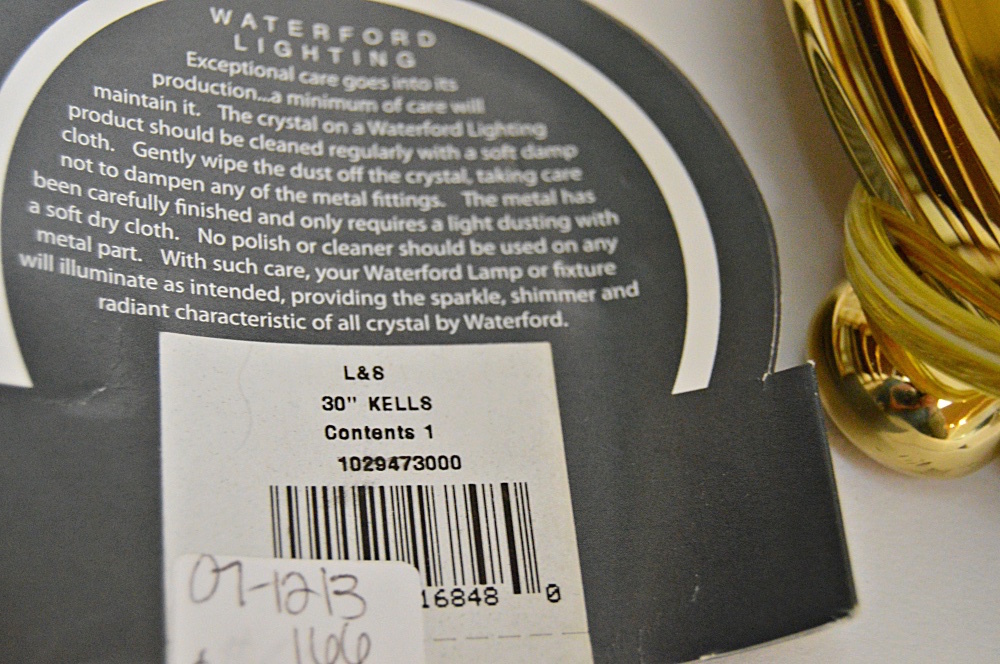 WATERFORD
LIGHTING
Exceptional care goes into its
production...a minimum of care will
maintain it. The crystal on a Waterford Lighting
product should be cleaned regularly with a soft damp
cloth. Gently wipe the dust off the crystal, taking care
not to dampen any of the metal fittings. The metal has
been carefully finished and only requires a light dusting with
a soft dry cloth. No polish or cleaner should be used on any
metal part. With such care, your Waterford Lamp or fixture
will illuminate as intended, providing the sparkle, shimmer and
radiant characteristic of all crystal by Waterford.
L&S
30" KELLS
Contents 1
1029473000
16848 0
07-1213
166